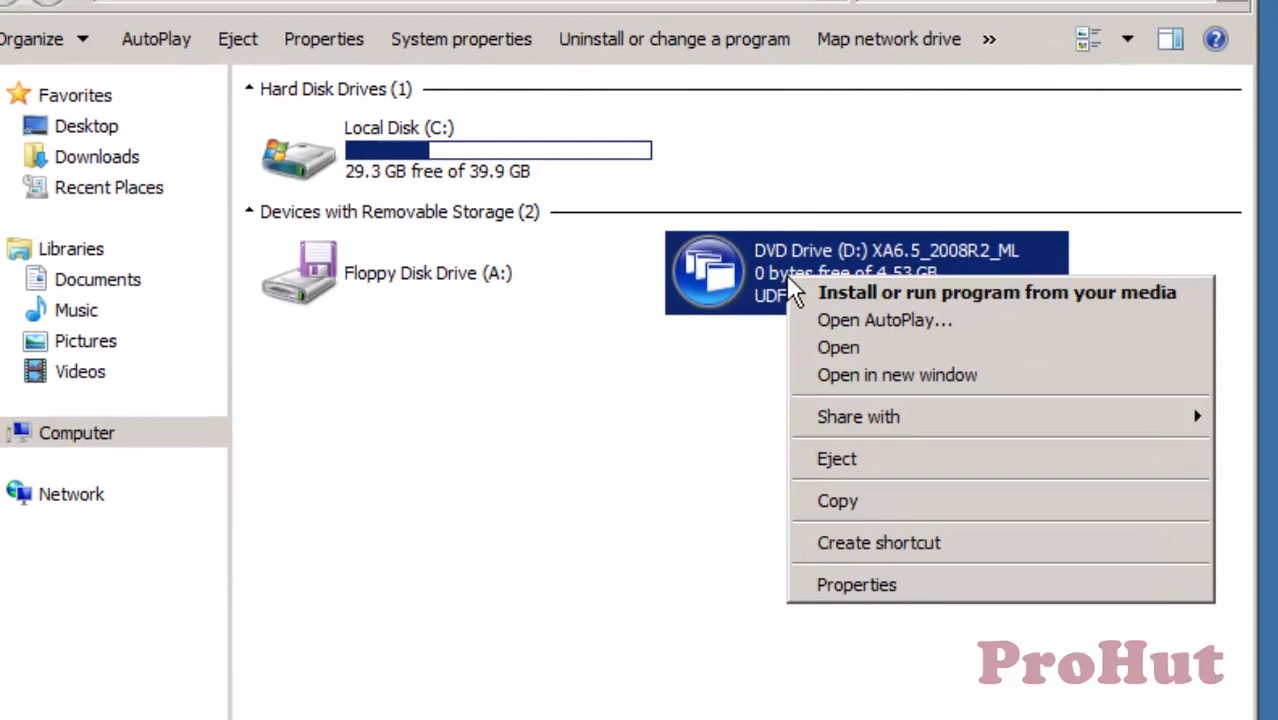 Organize
AutoPlay
Eject
Properties
System properties
Uninstall or change a program
Map network drive
»
Favorites
Desktop
Downloads
Recent Places
Libraries
Documents
Music
Pictures
Videos
Computer
Network
Hard Disk Drives (1)
Local Disk (C:)
29.3 GB free of 39.9 GB
Devices with Removable Storage (2)
Floppy Disk Drive (A:)
DVD Drive (D:) XA6.5_2008R2_ML
0 bytes free of 4.53 GB
UDF
Install or run program from your media
Open AutoPlay...
Open
Open in new window
Share with
Eject
Copy
Create shortcut
Properties
ProHut